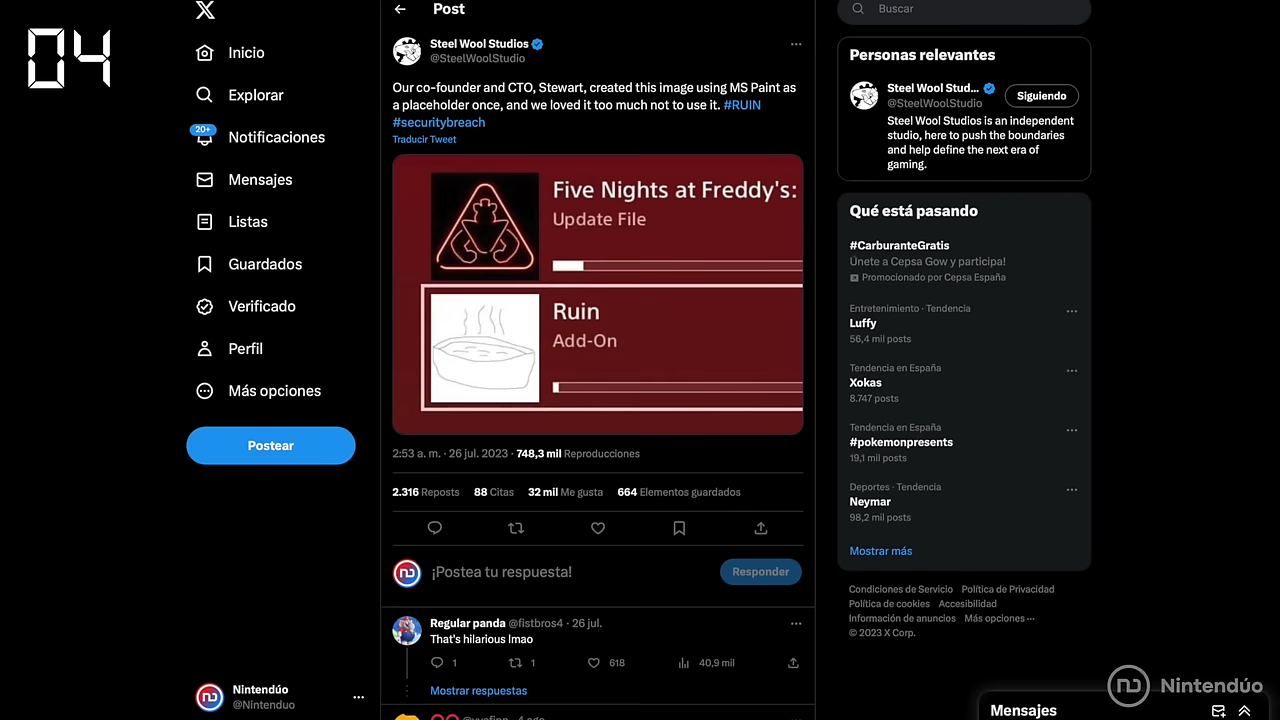 04
Inicio
Explorar
20+
Notificaciones
Mensajes
Listas
Guardados
Verificado
Perfil
Más opciones
Postear
Nintendúo
@Nintenduo
Post
Steel Wool Studios
@SteelWoolStudio
Our co-founder and CTO, Stewart, created this image using MS Paint as
a placeholder once, and we loved it too much not to use it. #RUIN
#securitybreach
Traducir Tweet
Five Nights at Freddy's:
Update File
Ruin
Add-On
2:53 a. m. · 26 jul. 2023 · 748,3 mil Reproducciones
2.316 Reposts 88 Citas 32 mil Me gusta 664 Elementos guardados
¡Postea tu respuesta!
Responder
Regular panda @fistbros4 · 26 jul.
That's hilarious lmao
1 1 618 40,9 mil
Mostrar respuestas
Buscar
Personas relevantes
Steel Wool Stud...
@SteelWoolStudio
Siguiendo
Steel Wool Studios is an independent
studio, here to push the boundaries
and help define the next era of
gaming.
Qué está pasando
#CarburanteGratis
Únete a Cepsa Gow y participa!
Promocionado por Cepsa España
Entretenimiento · Tendencia
Luffy
56,4 mil posts
Tendencia en España
Xokas
8.747 posts
Tendencia en España
#pokemonpresents
19,1 mil posts
Deportes · Tendencia
Neymar
98,2 mil posts
Mostrar más
Condiciones de Servicio Política de Privacidad
Política de cookies Accesibilidad
Información de anuncios Más opciones ···
© 2023 X Corp.
Nintendúo
Mensajes